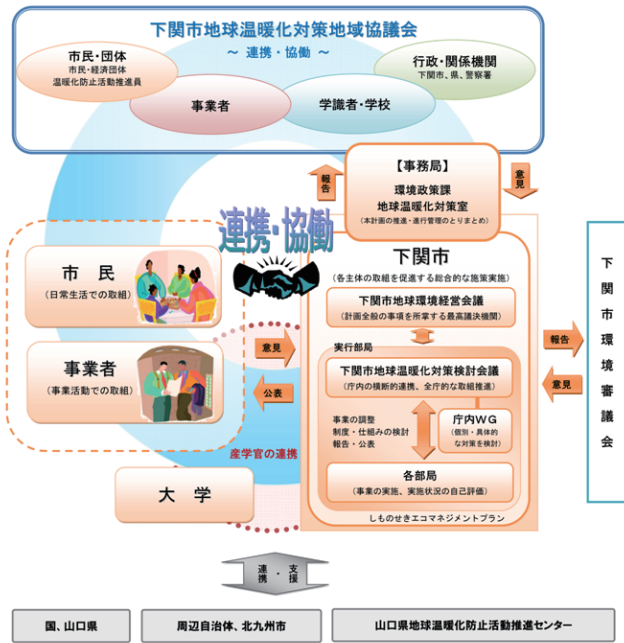 下関市地球温暖化対策地域協議会
～ 連携・協働 ～
市民・団体
市民・経済団体
温暖化防止活動推進員
行政・関係機関
下関市、県、警察署
事業者
学識者・学校
【事務局】
環境政策課
地球温暖化対策室
（本計画の推進・進行管理のとりまとめ）
報告
意見
連携・協働
市 民
（日常生活での取組）
事業者
（事業活動での取組）
意見
公表
産学官の連携
大 学
下関市
（各主体の取組を促進する総合的な施策実施）
下関市地球環境経営会議
（計画全般の事項を所掌する最高議決機関）
実行部局
下関市地球温暖化対策検討会議
（庁内の横断的連携、全庁的な取組推進）
事業の調整
制度・仕組みの検討
報告・公表
庁内WG
（個別・具体的
な対策を検討）
各部局
（事業の実施、実施状況の自己評価）
しものせきエコマネジメントプラン
報告
意見
下関市環境審議会
連携・支援
国、山口県
周辺自治体、北九州市
山口県地球温暖化防止活動推進センター